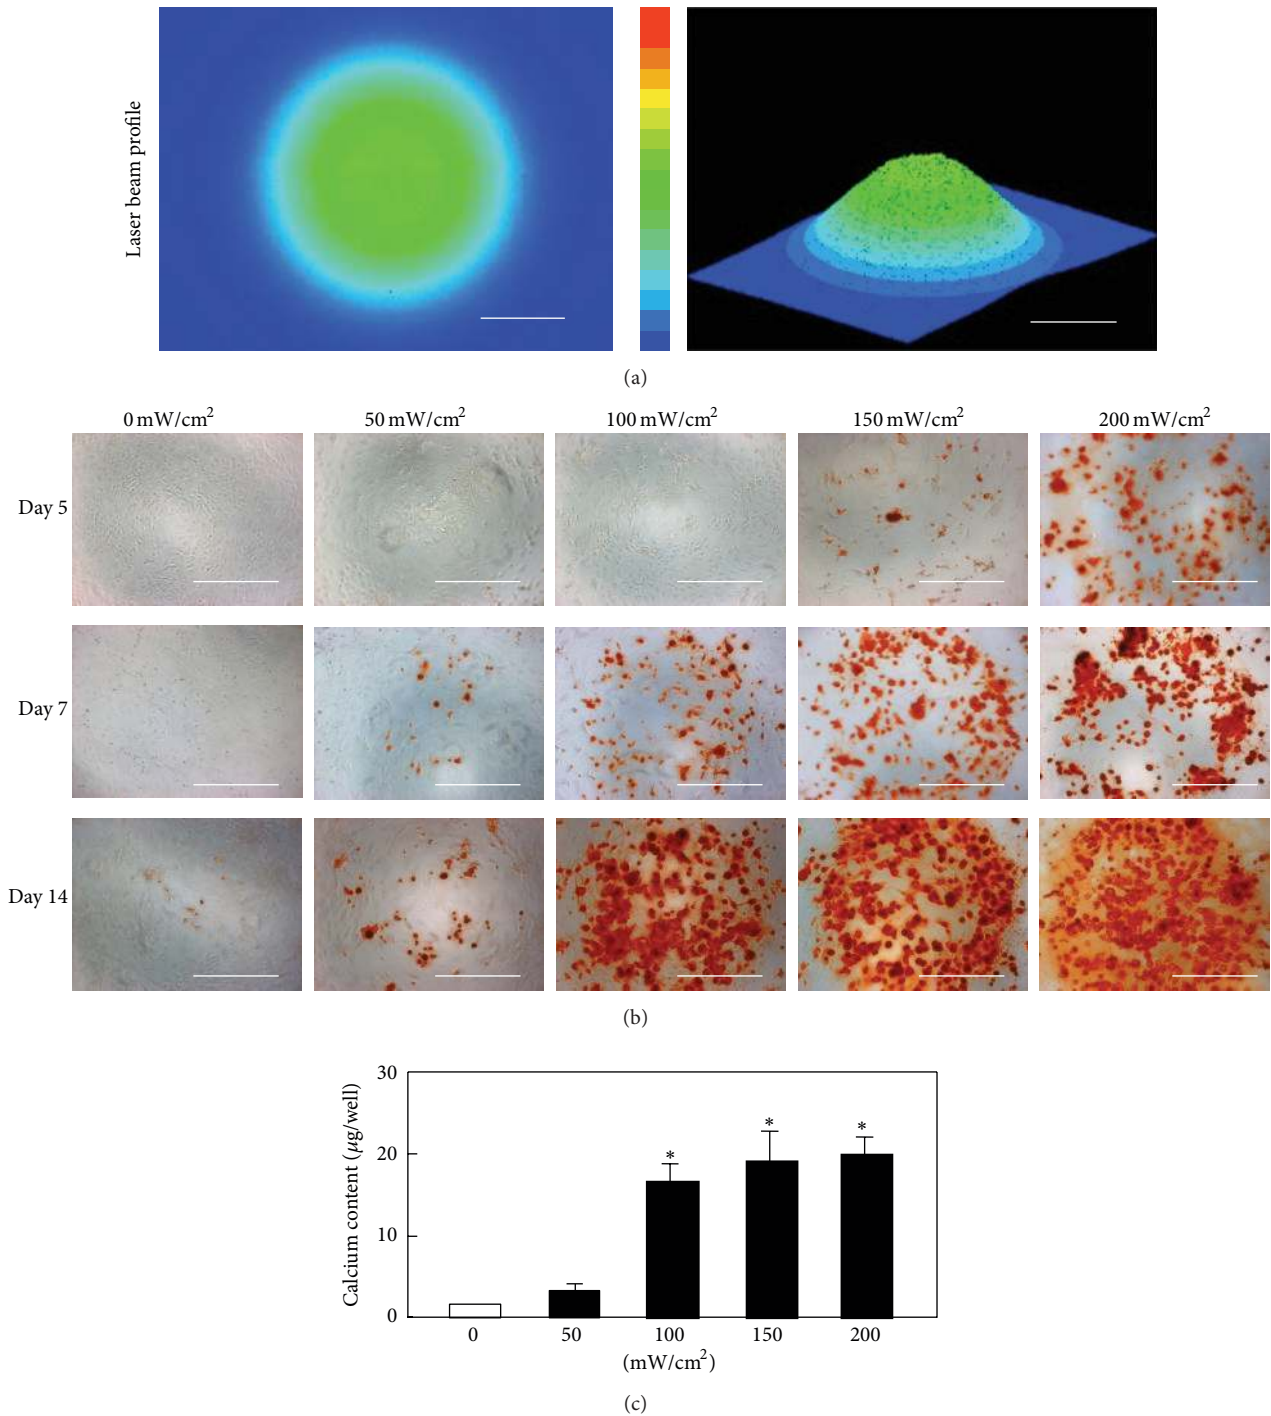 Laser beam profile
(a)
0 mW/cm²
50 mW/cm²
100 mW/cm²
150 mW/cm²
200 mW/cm²
Day 5
Day 7
Day 14
(b)
Calcium content (μg/well)
30
20
10
0
*
*
*
0
50
100
150
200
(mW/cm²)
(c)